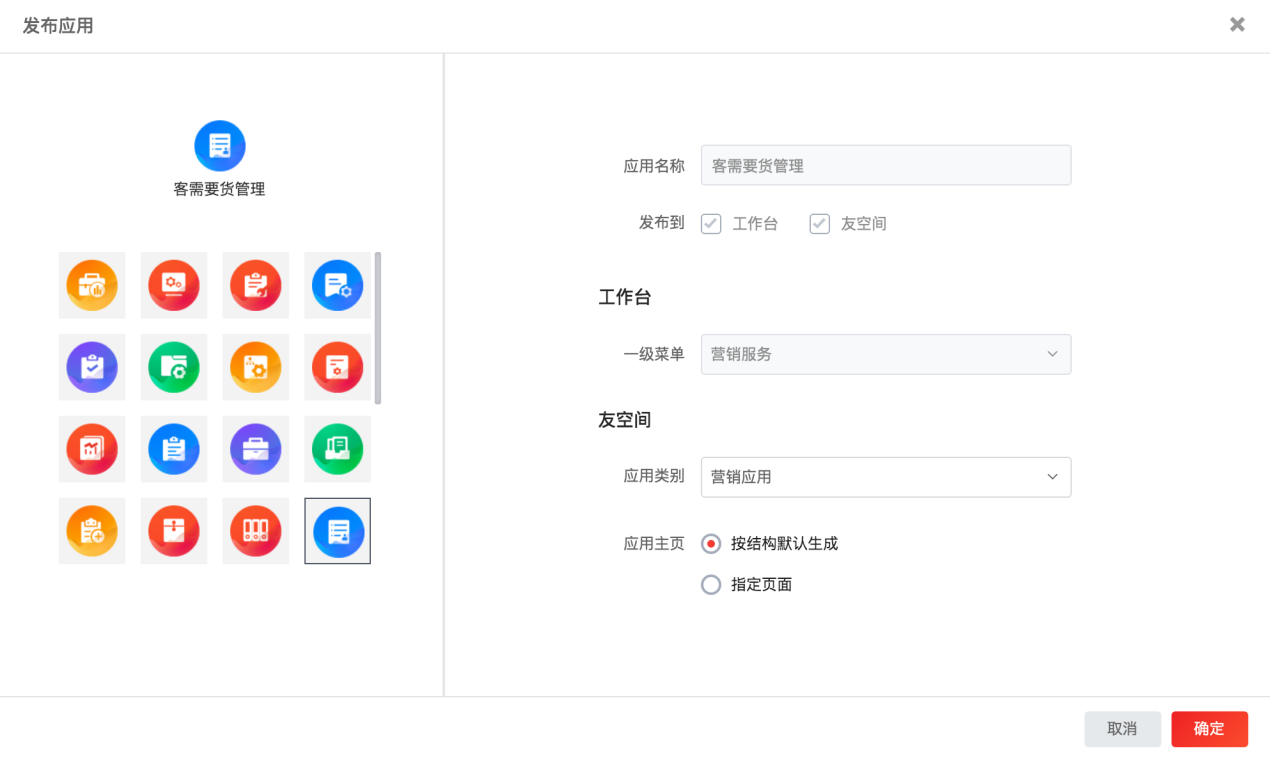 发布应用
客需要货管理
应用名称 客需要货管理
发布到 工作台 友空间
工作台
一级菜单 营销服务
友空间
应用类别 营销应用
应用主页 按结构默认生成
指定页面
取消 确定